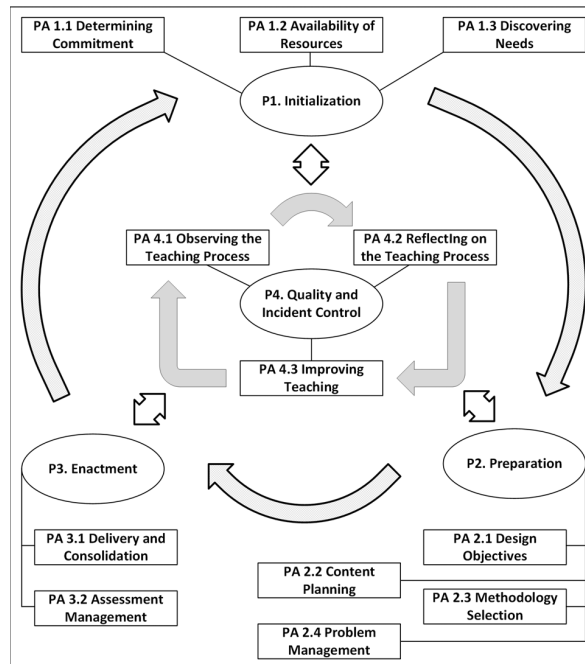 PA 1.1 Determining
Commitment
PA 1.2 Availability of
Resources
PA 1.3 Discovering
Needs
P1. Initialization
PA 4.1 Observing the
Teaching Process
PA 4.2 Reflecting on
the Teaching Process
P4. Quality and
Incident Control
PA 4.3 Improving
Teaching
P3. Enactment
P2. Preparation
PA 3.1 Delivery and
Consolidation
PA 3.2 Assessment
Management
PA 2.1 Design
Objectives
PA 2.2 Content
Planning
PA 2.3 Methodology
Selection
PA 2.4 Problem
Management